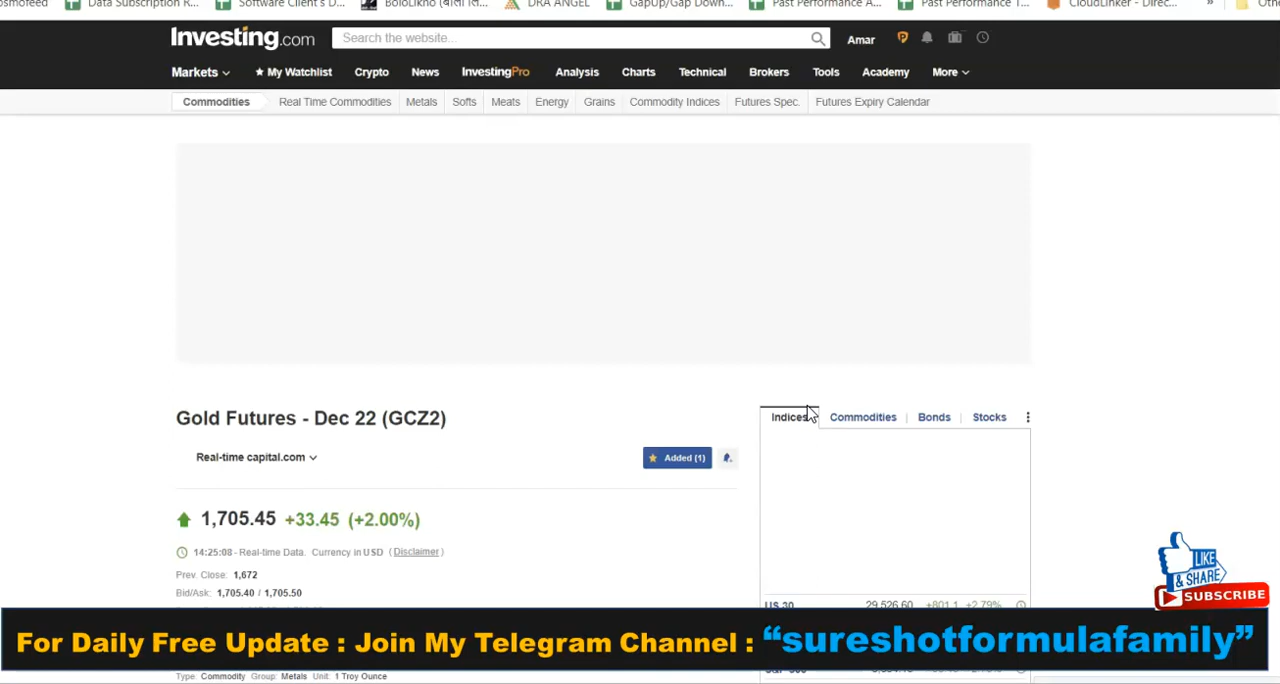 Data Subscription R...
Software Client's D...
DRA ANGEL
GapUp/Gap Down...
Past Performance A...
Past Performance T...
CloudLinker - Direc...
»
Investing.com
Search the website...
Amar
Markets
★ My Watchlist
Crypto
News
InvestingPro
Analysis
Charts
Technical
Brokers
Tools
Academy
More
Commodities
Real Time Commodities
Metals
Softs
Meats
Energy
Grains
Commodity Indices
Futures Spec.
Futures Expiry Calendar
Gold Futures - Dec 22 (GCZ2)
Indices
Commodities
Bonds
Stocks
Real-time capital.com
Added (1)
1,705.45 +33.45 (+2.00%)
14:25:08 - Real-time Data. Currency in USD (Disclaimer)
Prev. Close: 1,672
Bid/Ask: 1,705.40 / 1,705.50
US 30 29,526.60 +801.1 +2.79%
LIKE
& SHARE
SUBSCRIBE
For Daily Free Update : Join My Telegram Channel : “sureshotformulafamily”
Type: Commodity Group: Metals Unit: 1 Troy Ounce